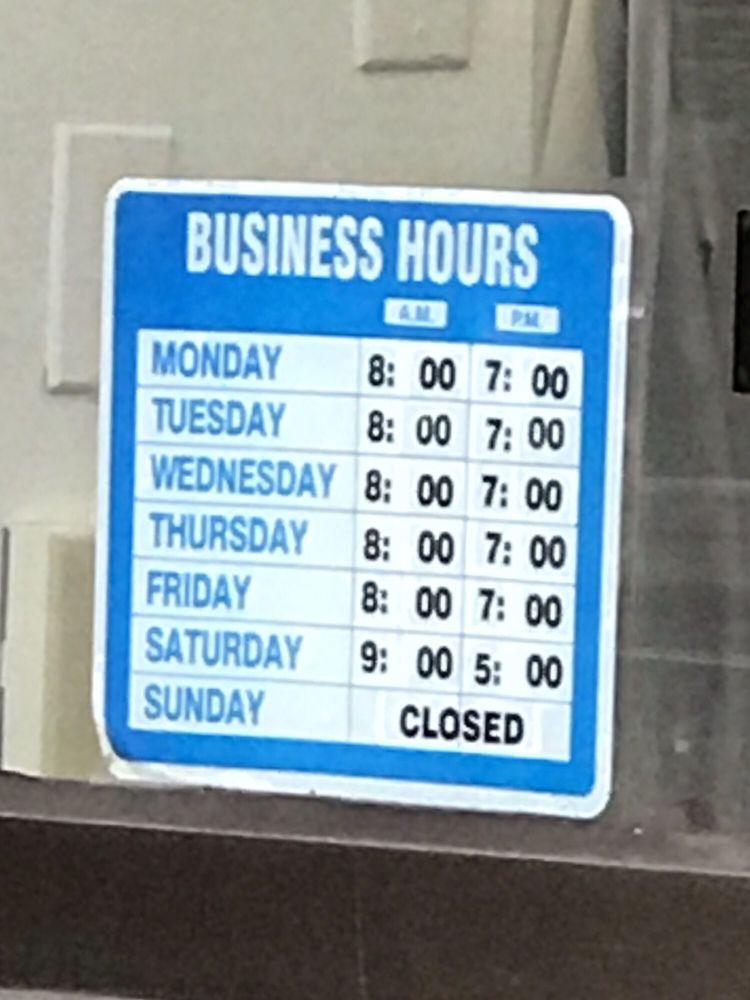 BUSINESS HOURS
A.M. P.M.
MONDAY 8: 00 7: 00
TUESDAY 8: 00 7: 00
WEDNESDAY 8: 00 7: 00
THURSDAY 8: 00 7: 00
FRIDAY 8: 00 7: 00
SATURDAY 9: 00 5: 00
SUNDAY CLOSED